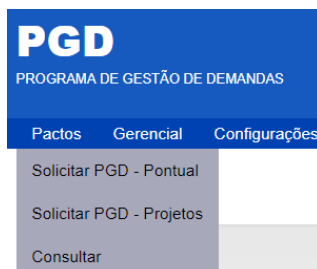 PGD
PROGRAMA DE GESTÃO DE DEMANDAS
Pactos Gerencial Configurações
Solicitar PGD - Pontual
Solicitar PGD - Projetos
Consultar